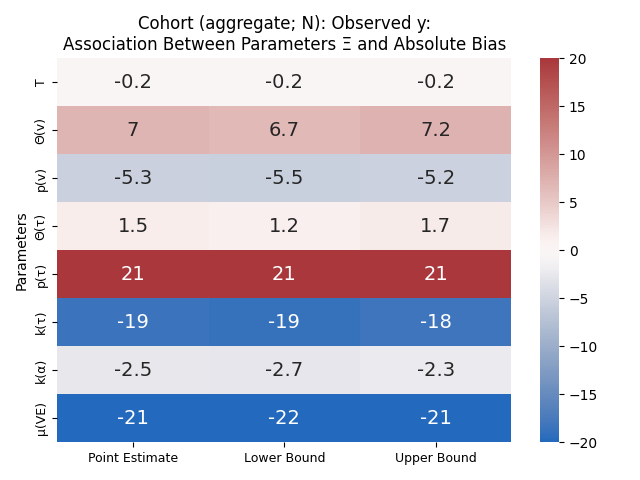 Cohort (aggregate; N): Observed y:
Association Between Parameters Ξ and Absolute Bias
Parameters
T -0.2 -0.2 -0.2
Θ(v) 7 6.7 7.2
p(v) -5.3 -5.5 -5.2
Θ(τ) 1.5 1.2 1.7
p(τ) 21 21 21
k(τ) -19 -19 -18
k(α) -2.5 -2.7 -2.3
μ(VE) -21 -22 -21
Point Estimate Lower Bound Upper Bound
20
15
10
5
0
−5
−10
−15
−20